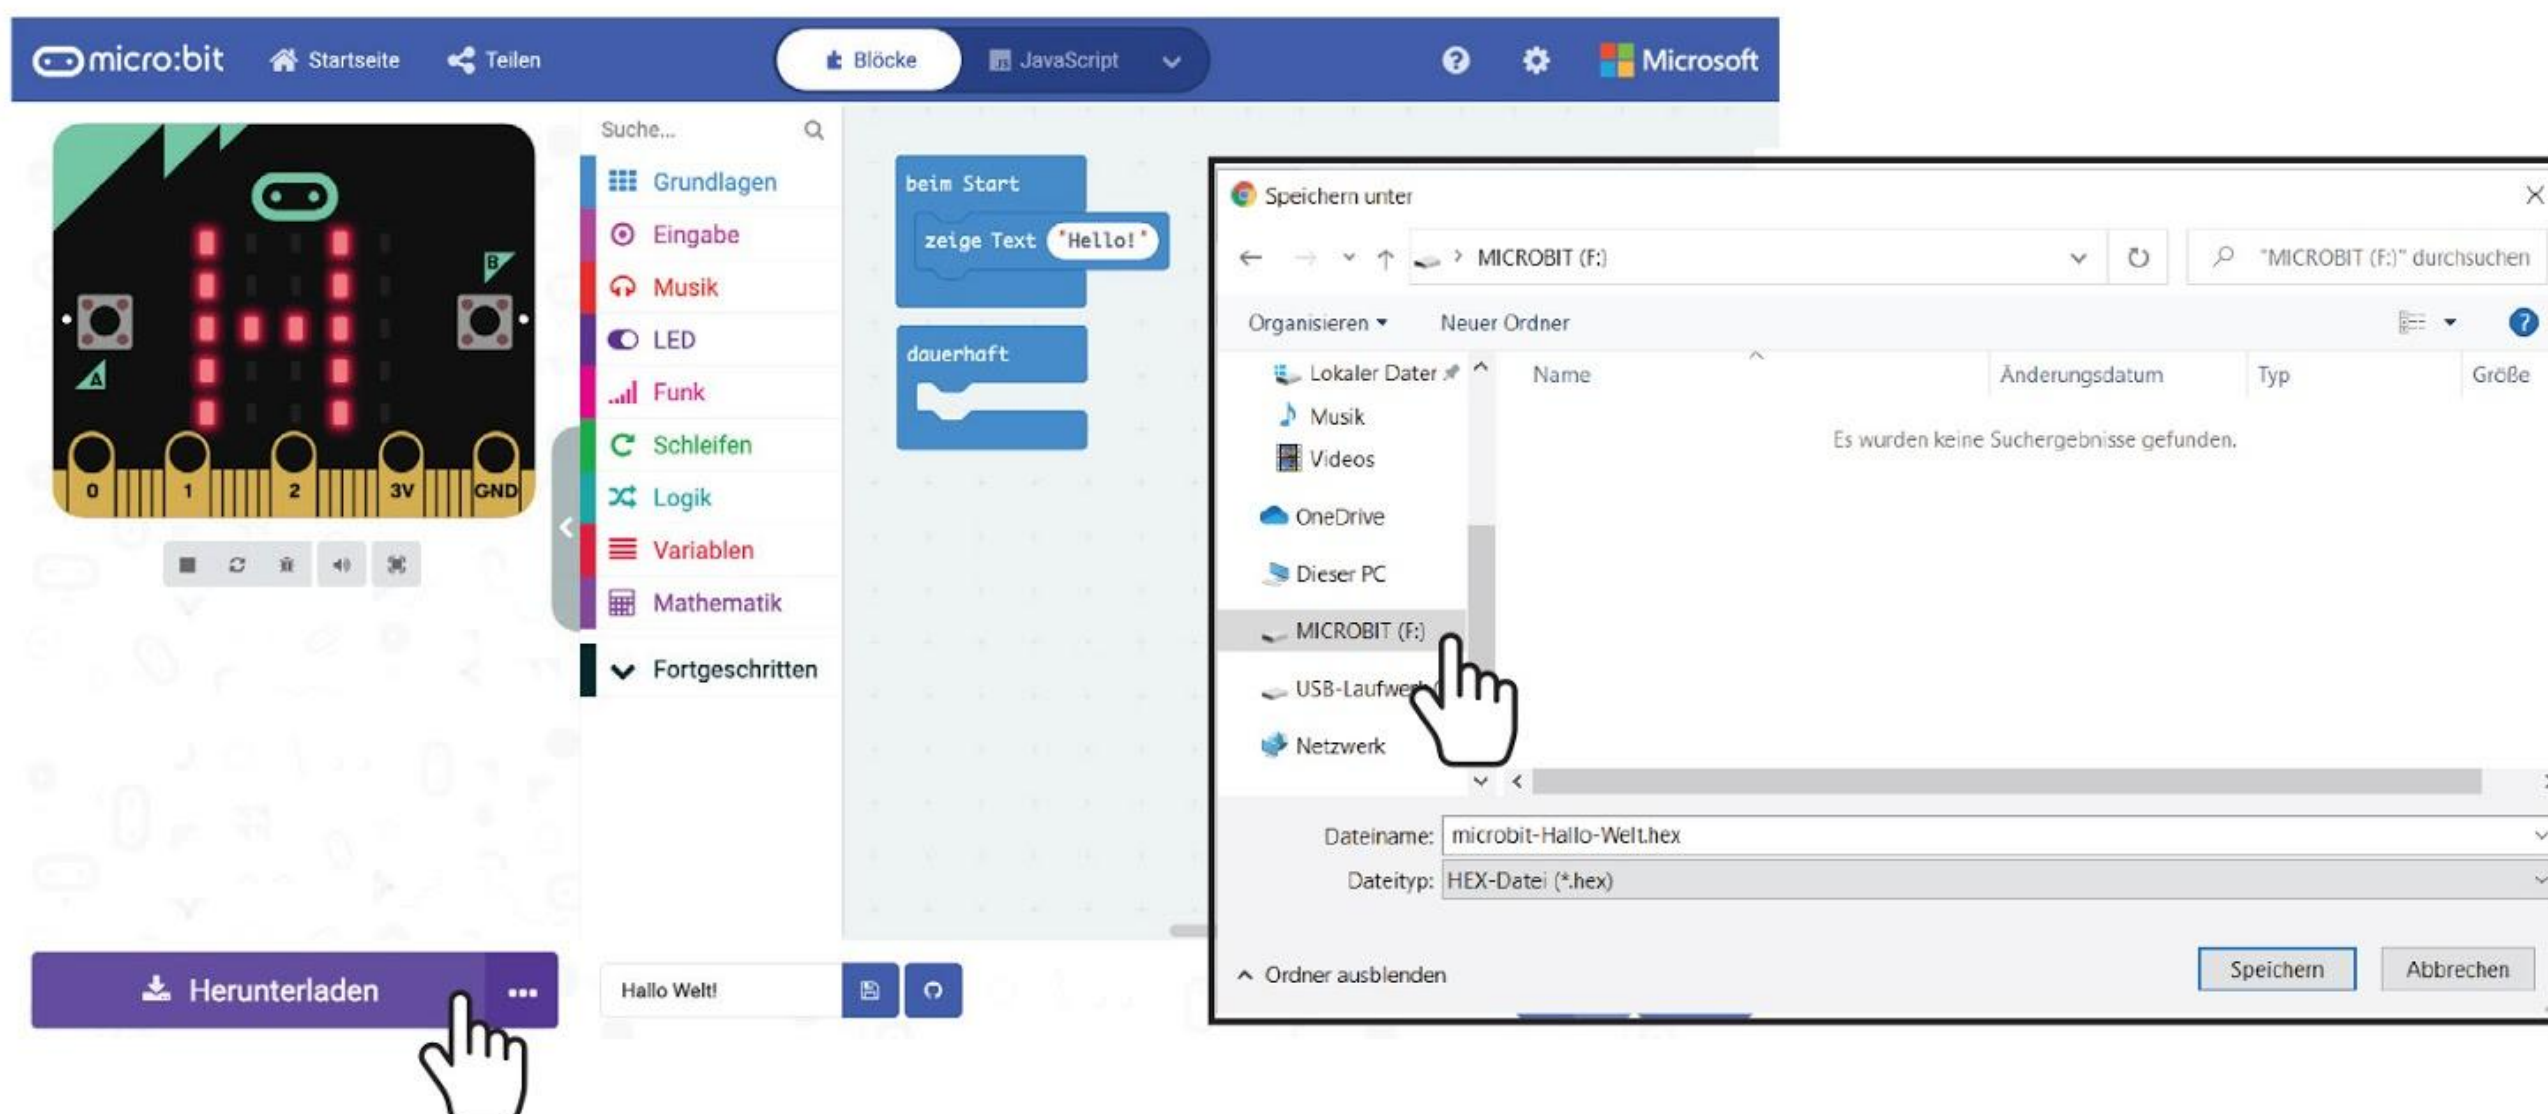 micro:bit Startseite Teilen Blöcke JavaScript Microsoft
B
A
0 1 2 3V GND
Suche...
Grundlagen
Eingabe
Musik
LED
Funk
Schleifen
Logik
Variablen
Mathematik
Fortgeschritten
beim Start
zeige Text "Hello!"
dauerhaft
Herunterladen ...
Hallo Welt!
Speichern unter
MICROBIT (F:)
"MICROBIT (F:)" durchsuchen
Organisieren Neuer Ordner
Name Änderungsdatum Typ Größe
Es wurden keine Suchergebnisse gefunden.
Lokaler Dater
Musik
Videos
OneDrive
Dieser PC
MICROBIT (F:)
USB-Laufwerk
Netzwerk
Dateiname: microbit-Hallo-Welt.hex
Dateityp: HEX-Datei (*.hex)
Ordner ausblenden
Speichern Abbrechen